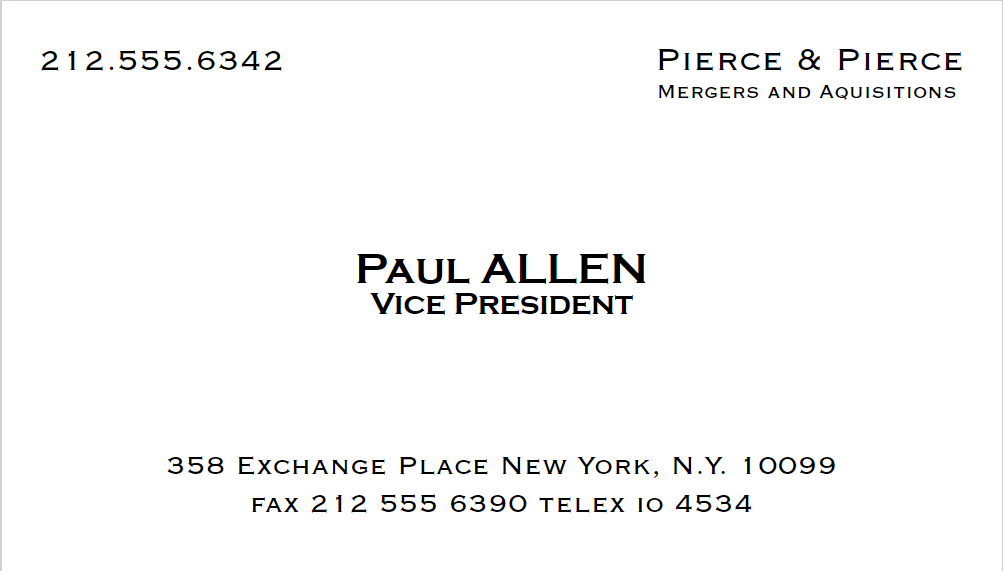 212.555.6342
Pierce & Pierce
Mergers and Aquisitions
Paul ALLEN
Vice President
358 Exchange Place New York, N.Y. 10099
fax 212 555 6390 telex io 4534